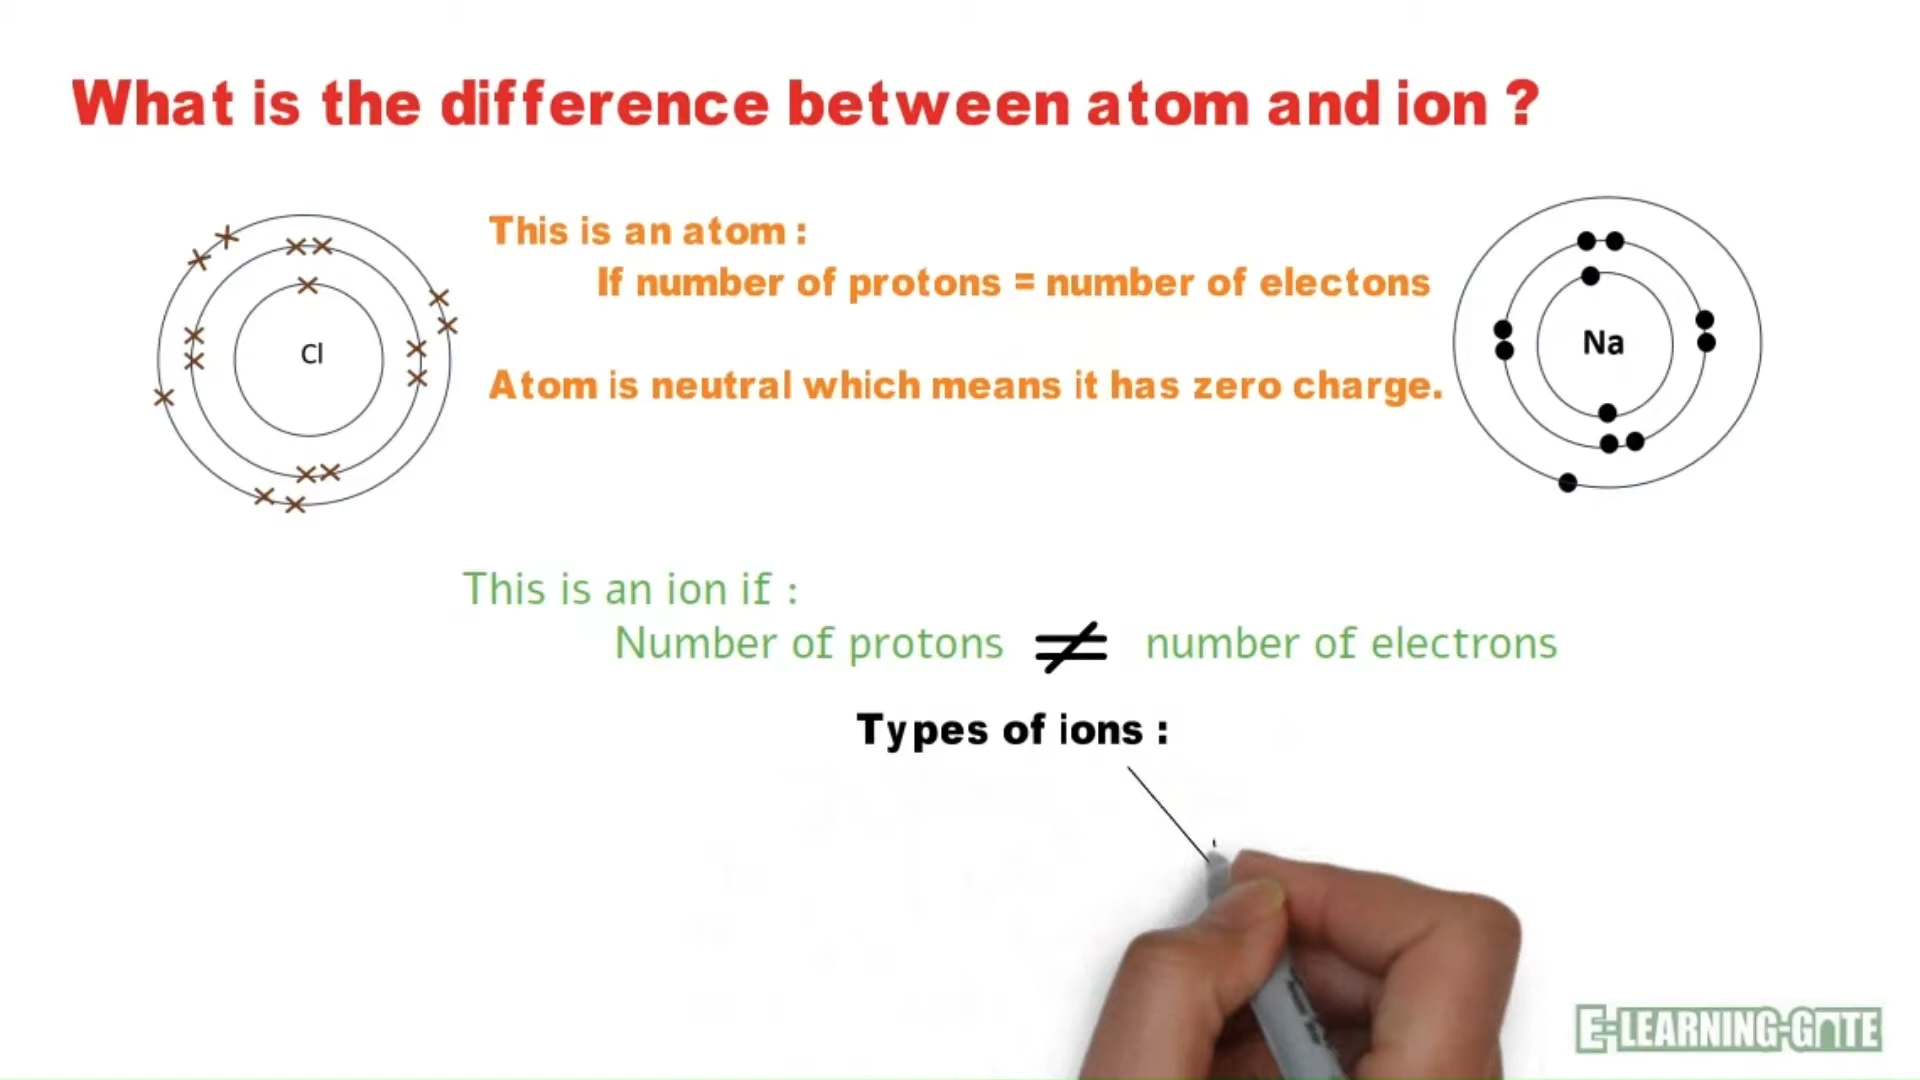 What is the difference between atom and ion ?
This is an atom :
If number of protons = number of electons
Cl
Na
Atom is neutral which means it has zero charge.
This is an ion if :
Number of protons ≠ number of electrons
Types of ions :
E-LEARNING-GATE